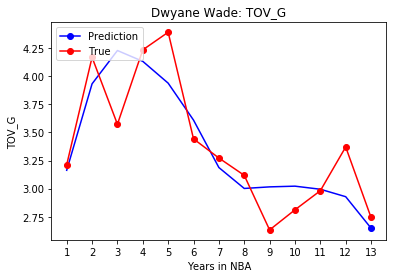 Dwyane Wade: TOV_G
Prediction
True
4.25
4.00
3.75
3.50
3.25
3.00
2.75
TOV_G
1 2 3 4 5 6 7 8 9 10 11 12 13
Years in NBA